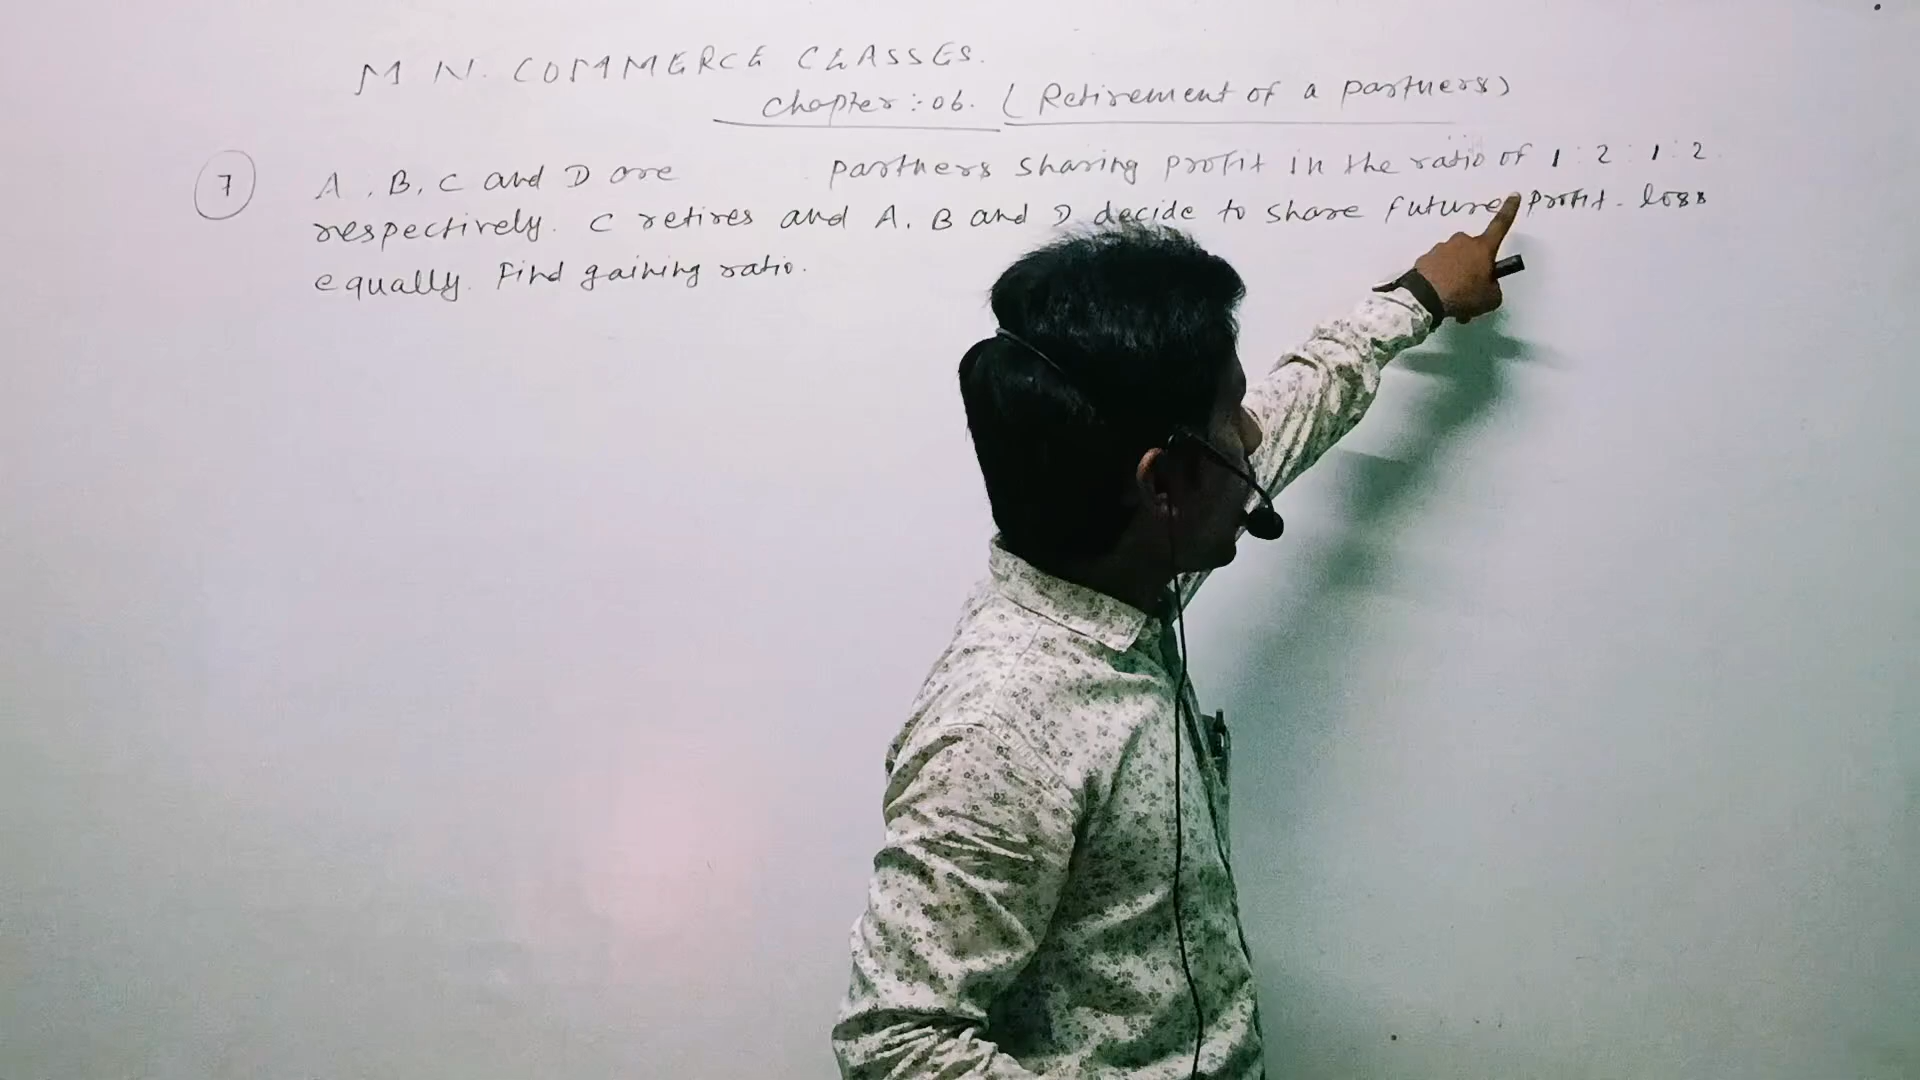 M N. COMMERCE CLASSES.
Chapter :- 06. (Retirement of a partners)
7 A, B, C and D are partners sharing profit in the ratio of 1 : 2 : 1 : 2
respectively. C retires and A, B and D decide to share future profit - loss
equally. Find gaining ratio.